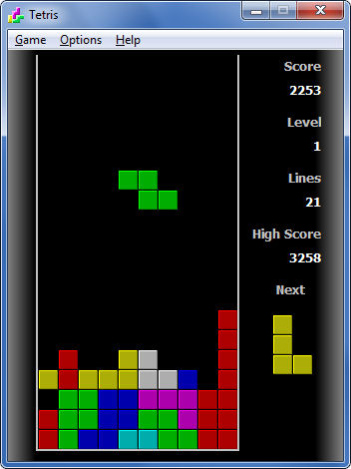 Tetris
Game Options Help
Score
2253
Level
1
Lines
21
High Score
3258
Next